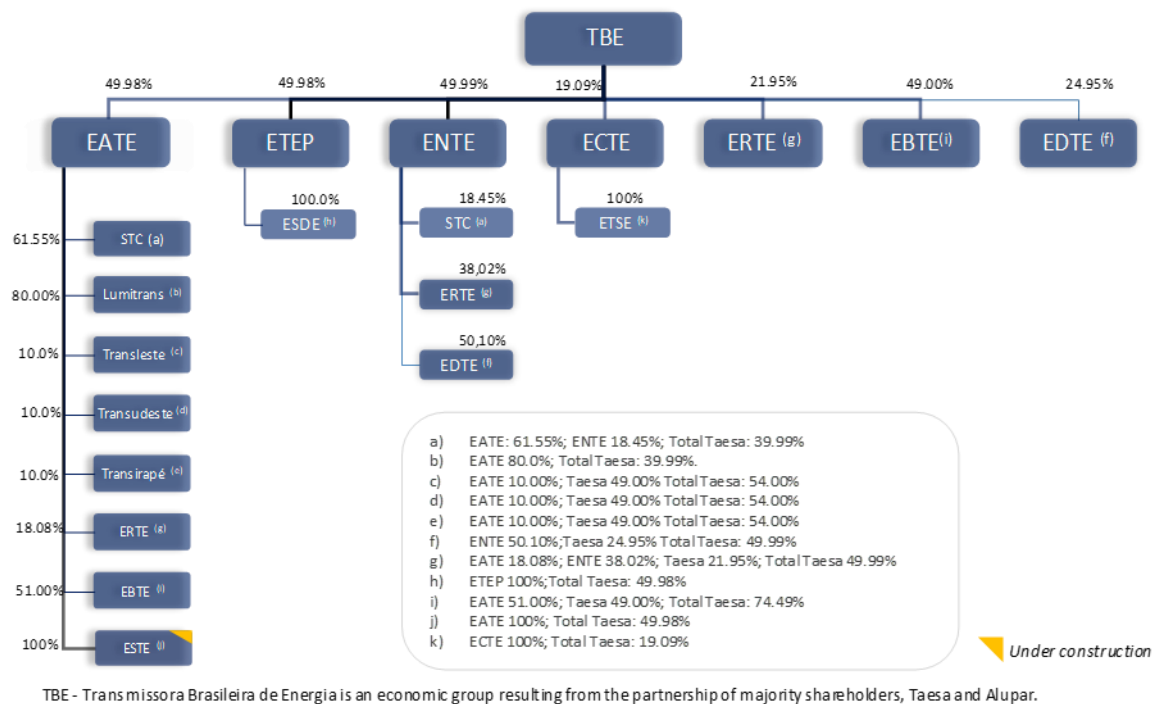 TBE
49.98%
49.98%
49.99%
19.09%
21.95%
49.00%
24.95%
EATE
ETEP
ENTE
ECTE
ERTE (g)
EBTE(i)
EDTE (f)
100.0%
18.45%
100%
ESDE (h)
STC (a)
ETSE (k)
61.55%
STC (a)
38,02%
80.00%
Lumitrans (b)
ERTE (g)
50,10%
10.0%
Transleste (c)
EDTE (f)
10.0%
Transudeste (d)
10.0%
Transirapé (e)
18.08%
ERTE (g)
51.00%
EBTE (i)
100%
ESTE (j)
a) EATE: 61.55%; ENTE 18.45%; Total Taesa: 39.99%
b) EATE 80.0%; Total Taesa: 39.99%.
c) EATE 10.00%; Taesa 49.00% Total Taesa: 54.00%
d) EATE 10.00%; Taesa 49.00% Total Taesa: 54.00%
e) EATE 10.00%; Taesa 49.00% Total Taesa: 54.00%
f) ENTE 50.10%;Taesa 24.95% Total Taesa: 49.99%
g) EATE 18.08%; ENTE 38.02%; Taesa 21.95%; Total Taesa 49.99%
h) ETEP 100%;Total Taesa: 49.98%
i) EATE 51.00%; Taesa 49.00%; Total Taesa: 74.49%
j) EATE 100%; Total Taesa: 49.98%
k) ECTE 100%; Total Taesa: 19.09%
Under construction
TBE - Transmissora Brasileira de Energia is an economic group resulting from the partnership of majority shareholders, Taesa and Alupar.